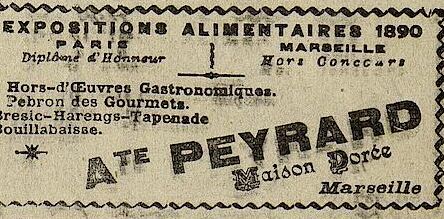 EXPOSITIONS ALIMENTAIRES 1890
PARIS
Diplôme d'Honneur
MARSEILLE
Hors Concours
Hors-d'Œuvres Gastronomiques.
Pebron des Gourmets.
Bresic-Harengs-Tapenade
Bouillabaisse.
ATE PEYRARD
Maison Dorée
Marseille